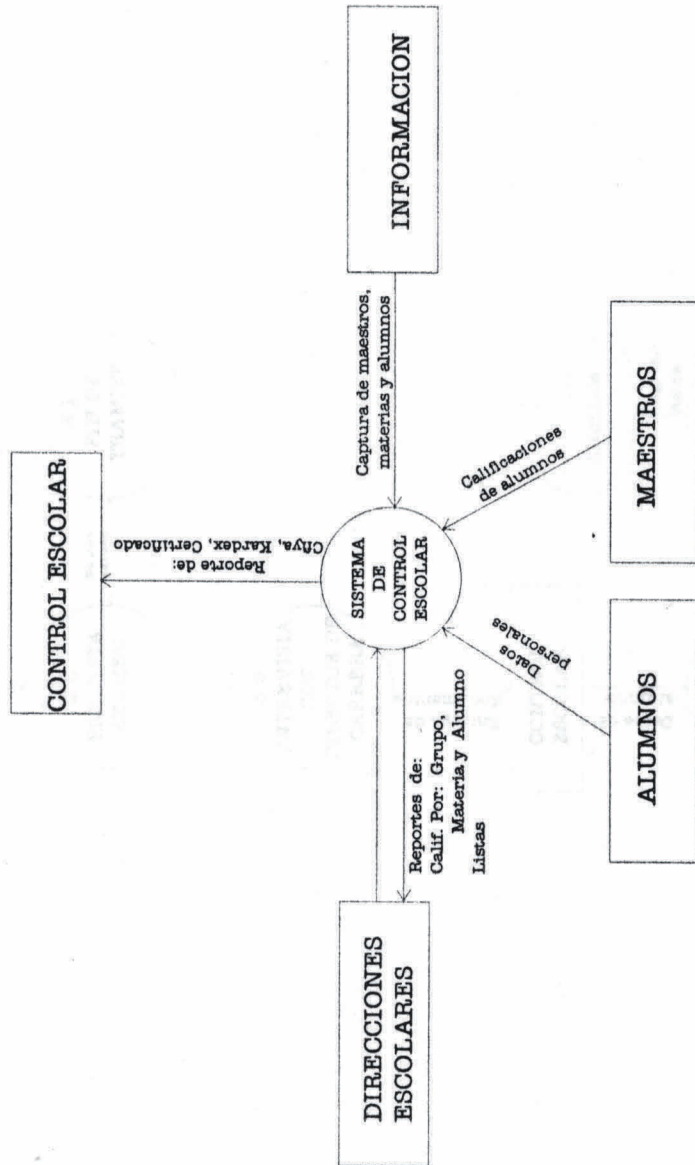 CONTROL ESCOLAR
Reporte de:
Cfiya, Kardex, Certificado
INFORMACION
Captura de maestros,
materias y alumnos
SISTEMA
DE
CONTROL
ESCOLAR
DIRECCIONES
ESCOLARES
Reportes de:
Calif. Por: Grupo,
Materia y Alumno
Listas
Calificaciones
de alumnos
MAESTROS
Datos
personales
ALUMNOS